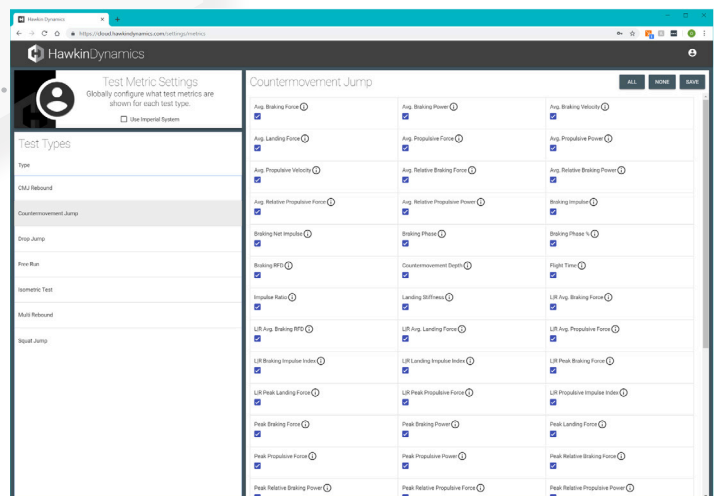 Hawkin Dynamics
https://cloud.hawkindynamics.com/settings/metrics
HawkinDynamics
Test Metric Settings
Globally configure what test metrics are
shown for each test type.
Use Imperial System
Test Types
Type
CMJ Rebound
Countermovement Jump
Drop Jump
Free Run
Isometric Test
Multi Rebound
Squat Jump
Countermovement Jump
ALL NONE SAVE
Avg. Braking Force Avg. Braking Power Avg. Braking Velocity
Avg. Landing Force Avg. Propulsive Force Avg. Propulsive Power
Avg. Propulsive Velocity Avg. Relative Braking Force Avg. Relative Braking Power
Avg. Relative Propulsive Force Avg. Relative Propulsive Power Braking Impulse
Braking Net Impulse Braking Phase Braking Phase %
Braking RFD Countermovement Depth Flight Time
Impulse Ratio Landing Stiffness L|R Avg. Braking Force
L|R Avg. Braking RFD L|R Avg. Landing Force L|R Avg. Propulsive Force
L|R Braking Impulse Index L|R Landing Impulse Index L|R Peak Braking Force
L|R Peak Landing Force L|R Peak Propulsive Force L|R Propulsive Impulse Index
Peak Braking Force Peak Braking Power Peak Landing Force
Peak Propulsive Force Peak Propulsive Power Peak Relative Braking Force
Peak Relative Braking Power Peak Relative Propulsive Force Peak Relative Propulsive Power